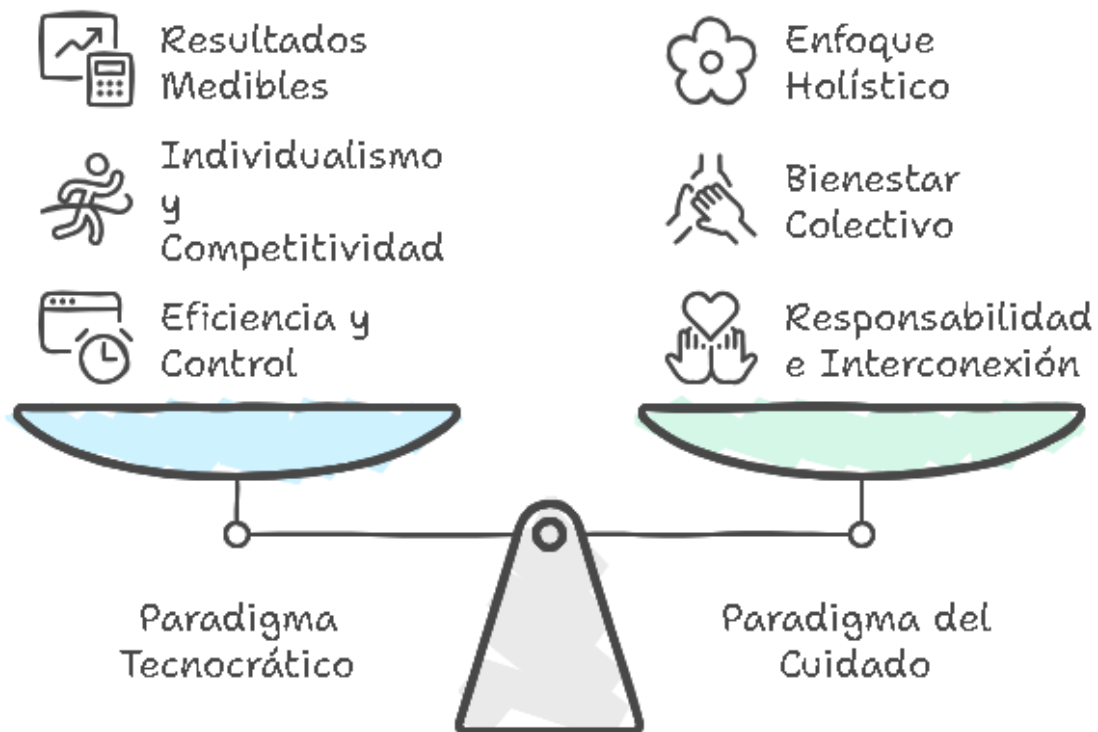 Resultados
Medibles
Individualismo
y
Competitividad
Eficiencia y
Control
Paradigma
Tecnocrático
Enfoque
Holístico
Bienestar
Colectivo
Responsabilidad
e Interconexión
Paradigma del
Cuidado